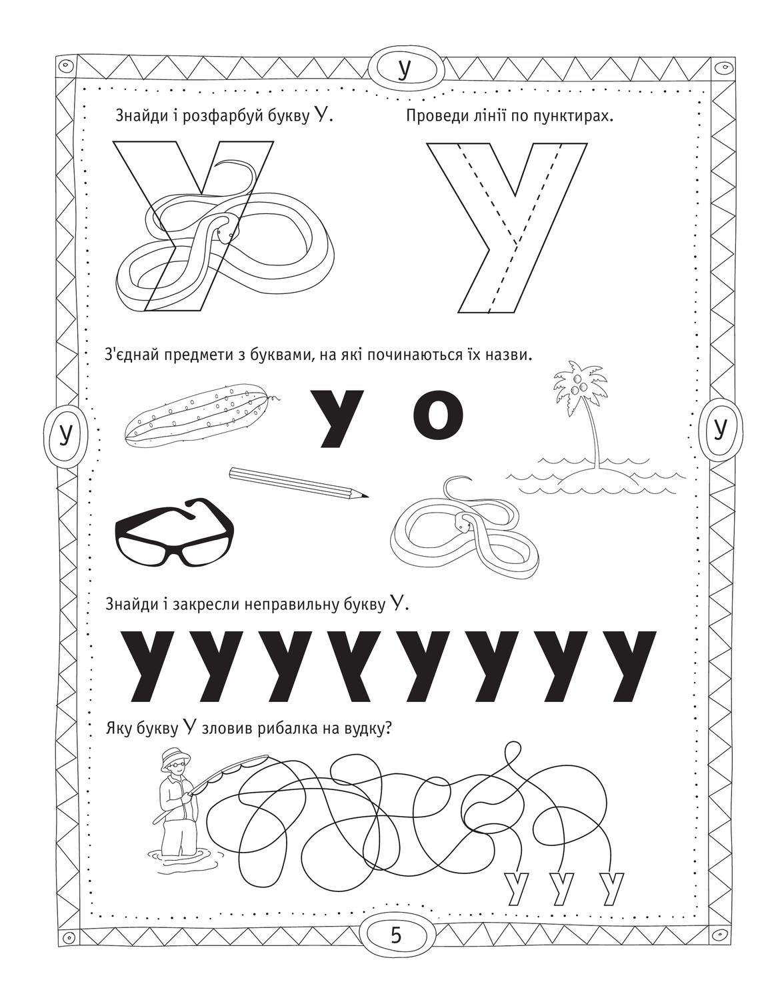 У
Знайди і розфарбуй букву У.
Проведи лінії по пунктирах.
У
У
З'єднай предмети з буквами, на які починаються їх назви.
У О
У
У
Знайди і закресли неправильну букву У.
У У У У У У У У
Яку букву У зловив рибалка на вудку?
У У У
5